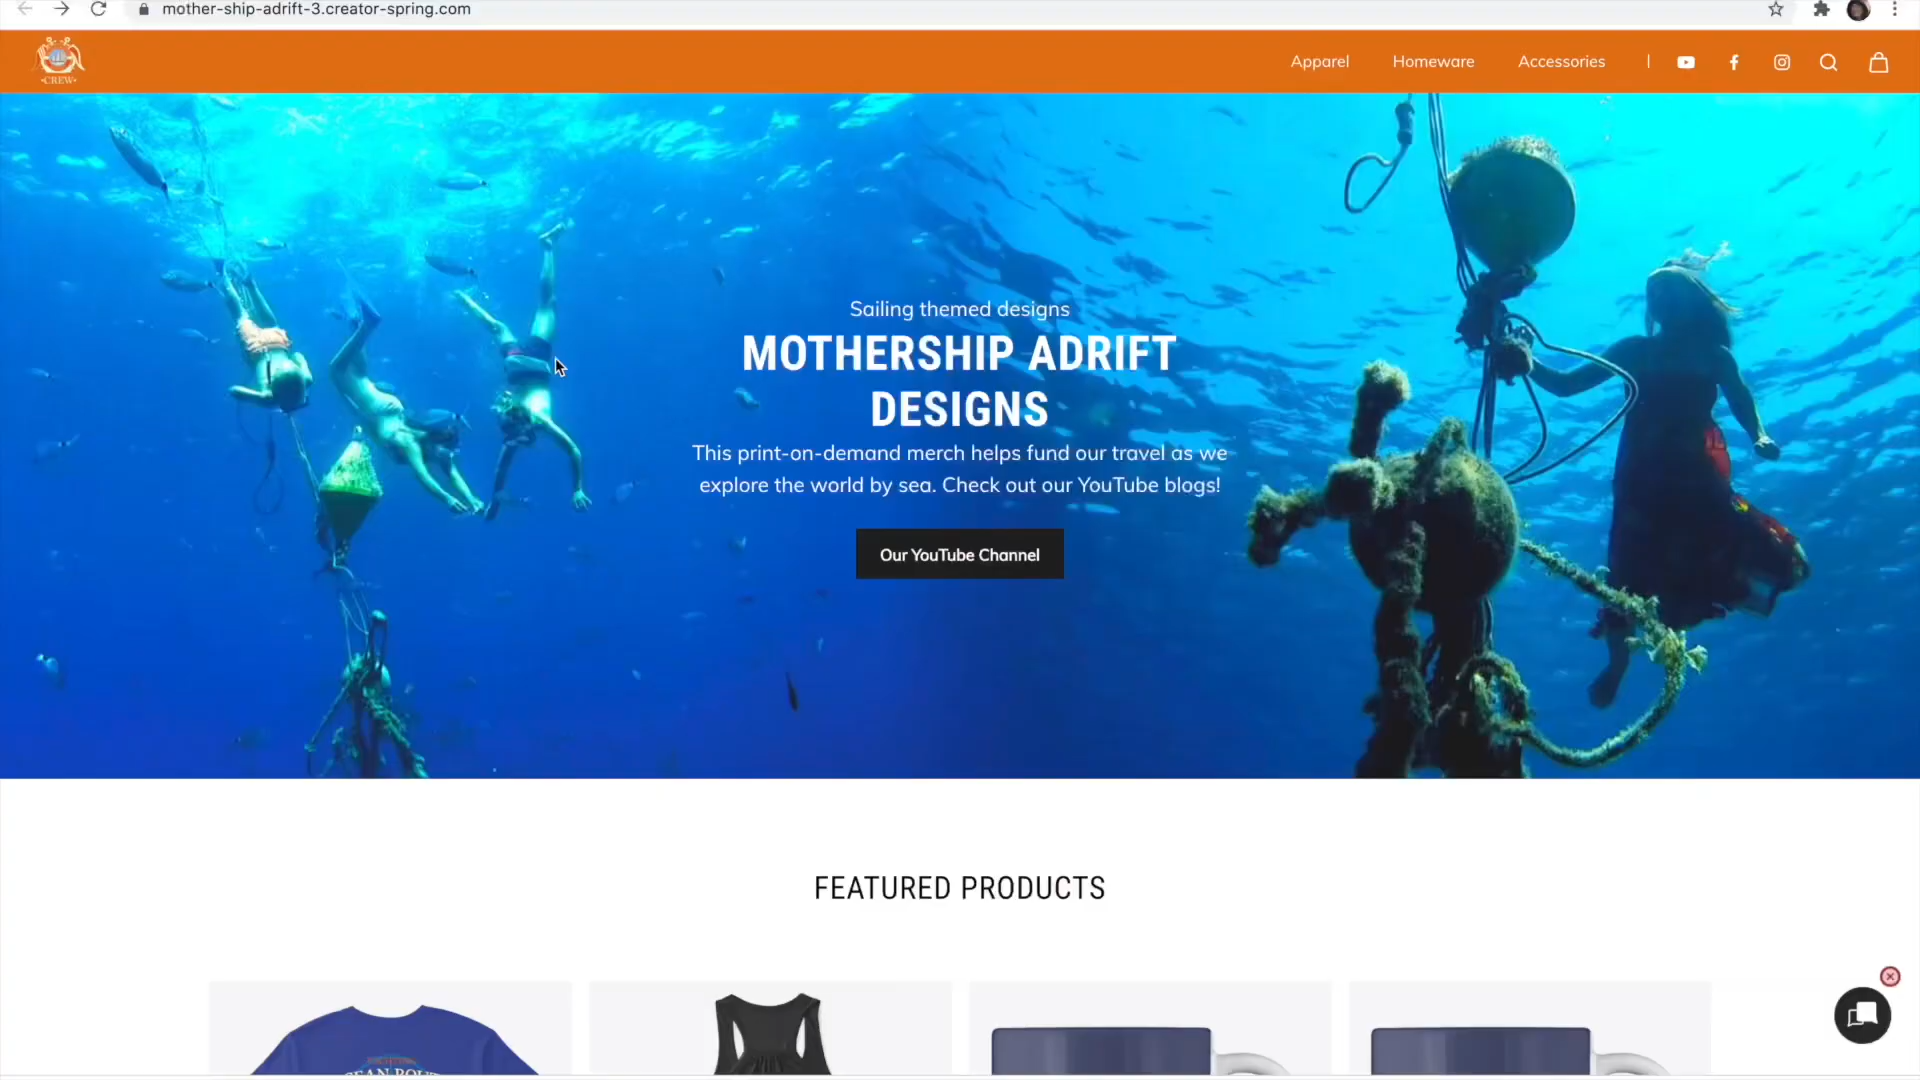 mother-ship-adrift-3.creator-spring.com
CREW
Apparel
Homeware
Accessories
Sailing themed designs
MOTHERSHIP ADRIFT
DESIGNS
This print-on-demand merch helps fund our travel as we
explore the world by sea. Check out our YouTube blogs!
Our YouTube Channel
FEATURED PRODUCTS